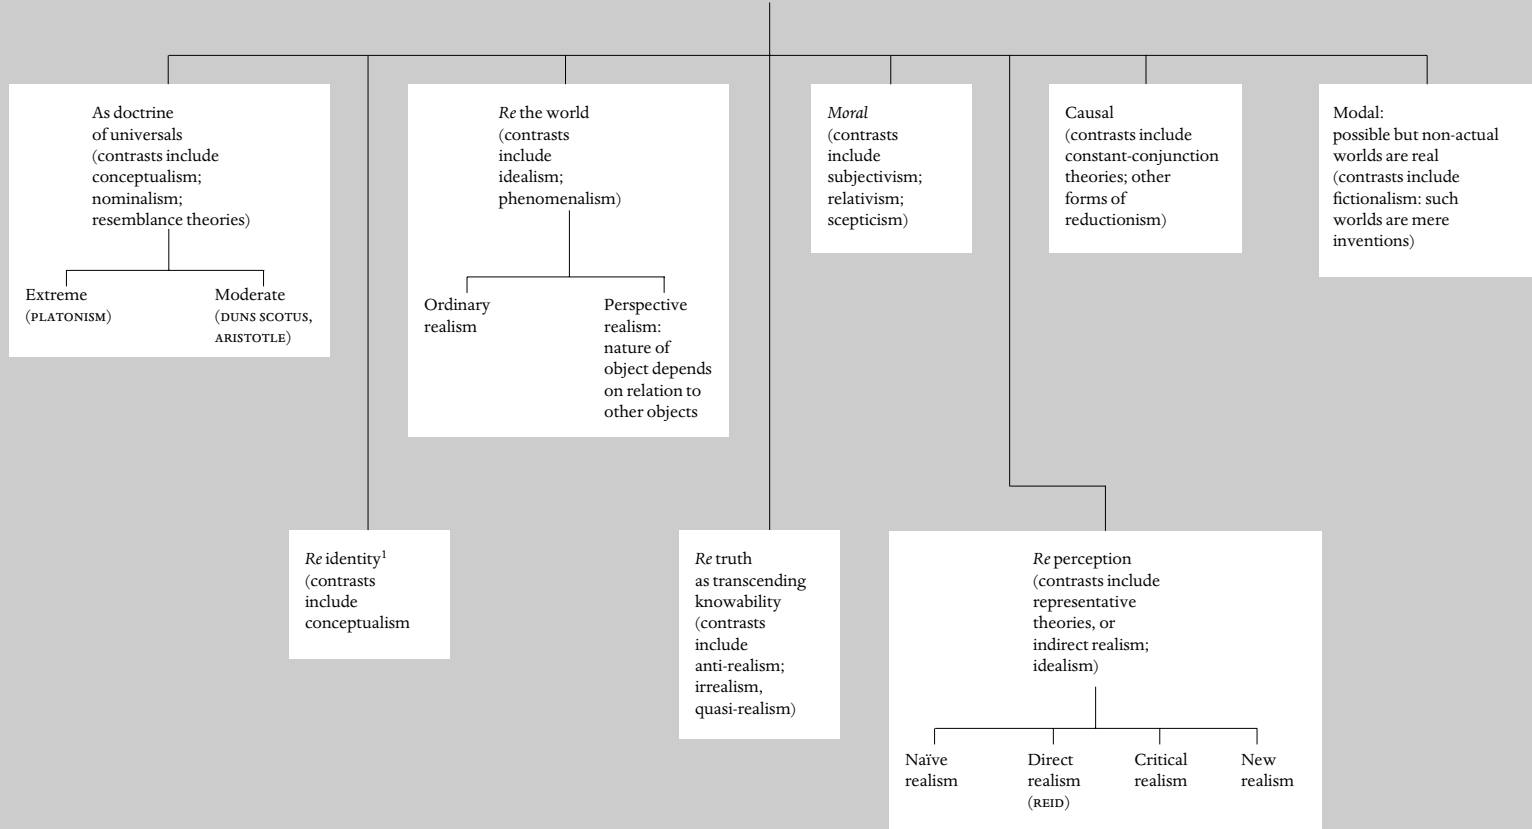 As doctrine
of universals
(contrasts include
conceptualism;
nominalism;
resemblance theories)
Extreme
(PLATONISM)
Moderate
(DUNS SCOTUS,
ARISTOTLE)
Re the world
(contrasts
include
idealism;
phenomenalism)
Ordinary
realism
Perspective
realism:
nature of
object depends
on relation to
other objects
Moral
(contrasts
include
subjectivism;
relativism;
scepticism)
Causal
(contrasts include
constant-conjunction
theories; other
forms of
reductionism)
Modal:
possible but non-actual
worlds are real
(contrasts include
fictionalism: such
worlds are mere
inventions)
Re identity¹
(contrasts
include
conceptualism
Re truth
as transcending
knowability
(contrasts
include
anti-realism;
irrealism,
quasi-realism)
Re perception
(contrasts include
representative
theories, or
indirect realism;
idealism)
Naïve
realism
Direct
realism
(REID)
Critical
realism
New
realism